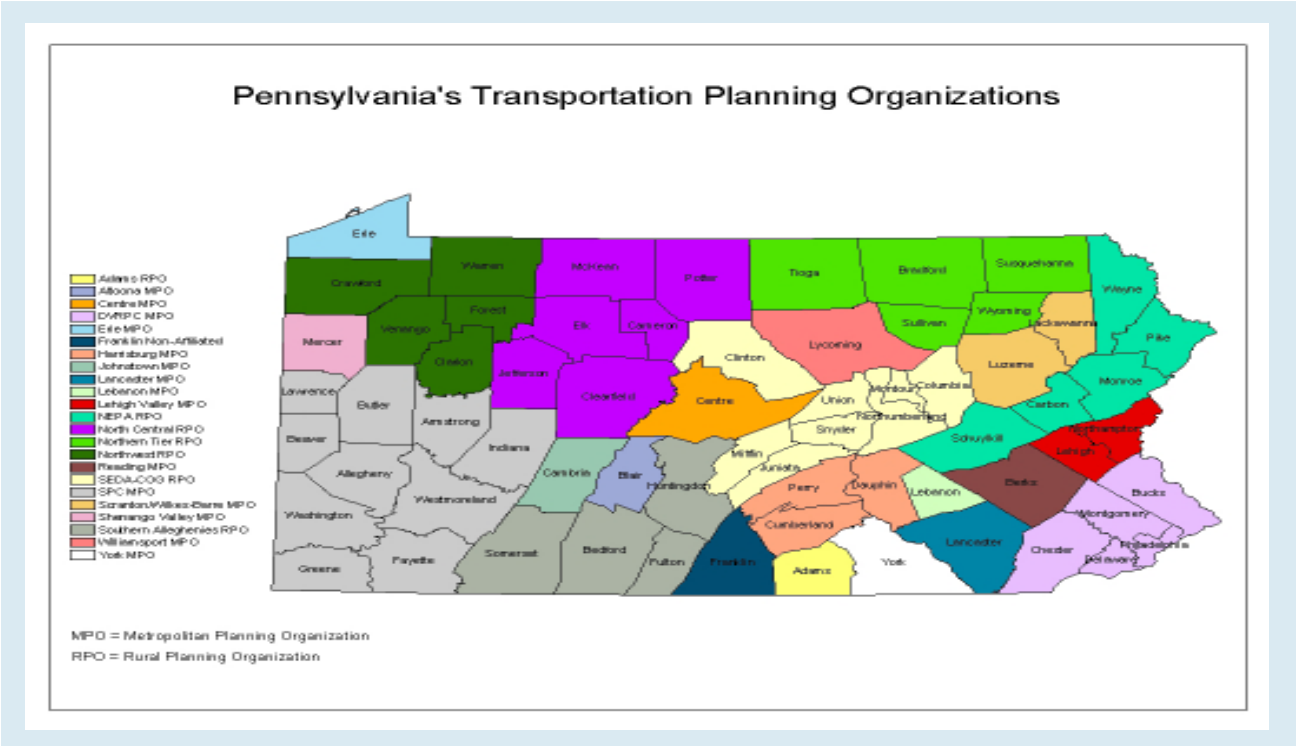 Pennsylvania's Transportation Planning Organizations
Adams RPO
Altoona MPO
Centre MPO
DVRPC MPO
Erie MPO
Franklin Non-Affiliated
Harrisburg MPO
Johnstown MPO
Lancaster MPO
Lebanon MPO
Lehigh Valley MPO
NEPA RPO
North Central RPO
Northern Tier RPO
Northwest RPO
Reading MPO
SEDA-COG RPO
SPC MPO
Scranton/Wilkes-Barre MPO
Shenango Valley MPO
Southern Alleghenies RPO
Williamsport MPO
York MPO
Erie
Warren
McKean
Potter
Tioga
Bradford
Susquehanna
Crawford
Wayne
Forest
Venango
Elk
Cameron
Sullivan
Wyoming
Lackawanna
Mercer
Clarion
Clinton
Lycoming
Pike
Jefferson
Luzerne
Monroe
Lawrence
Butler
Clearfield
Centre
Union
Montour
Columbia
Carbon
Armstrong
Northumberland
Snyder
Northampton
Beaver
Indiana
Schuylkill
Lehigh
Mifflin
Juniata
Allegheny
Cambria
Blair
Huntingdon
Perry
Dauphin
Lebanon
Berks
Bucks
Westmoreland
Washington
Cumberland
Montgomery
Lancaster
Philadelphia
Somerset
Bedford
Chester
Delaware
Greene
Fayette
Fulton
Franklin
Adams
York
MPO = Metropolitan Planning Organization
RPO = Rural Planning Organization